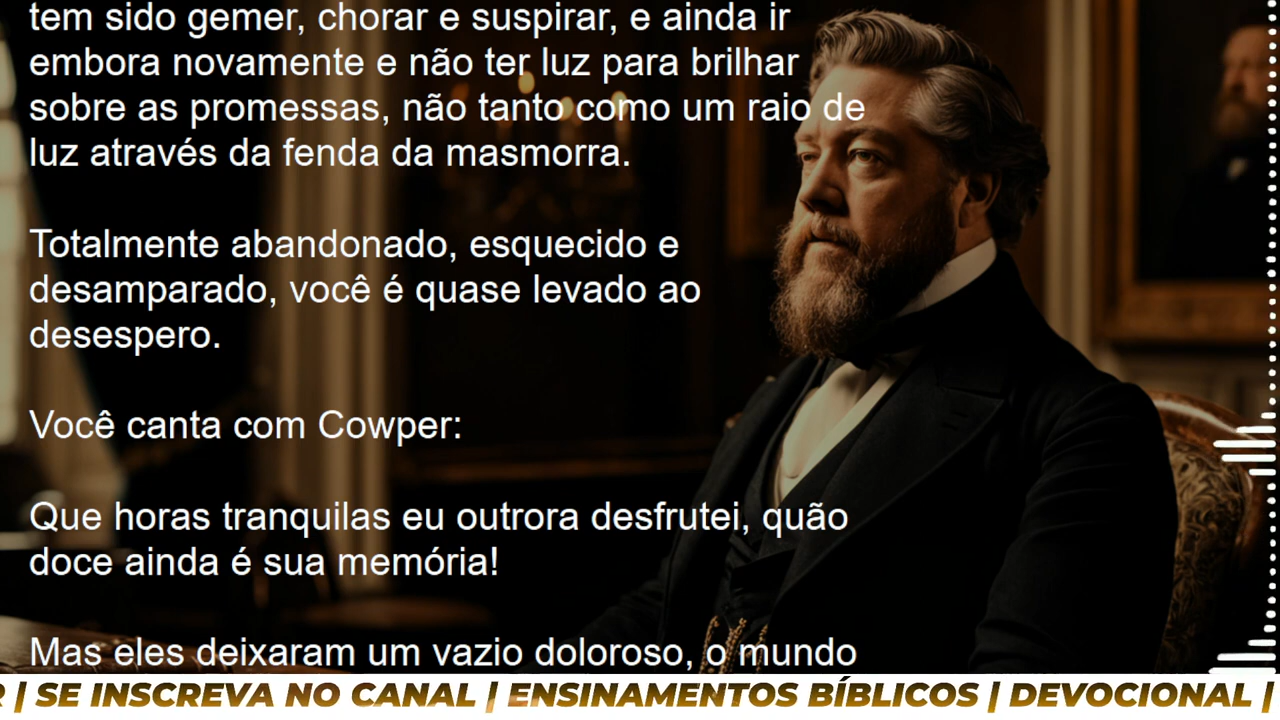 tem sido gemer, chorar e suspirar, e ainda ir
embora novamente e não ter luz para brilhar
sobre as promessas, não tanto como um raio de
luz através da fenda da masmorra.
Totalmente abandonado, esquecido e
desamparado, você é quase levado ao
desespero.
Você canta com Cowper:
Que horas tranquilas eu outrora desfrutei, quão
doce ainda é sua memória!
Mas eles deixaram um vazio doloroso, o mundo
| SE INSCREVA NO CANAL | ENSINAMENTOS BÍBLICOS | DEVOCIONAL |